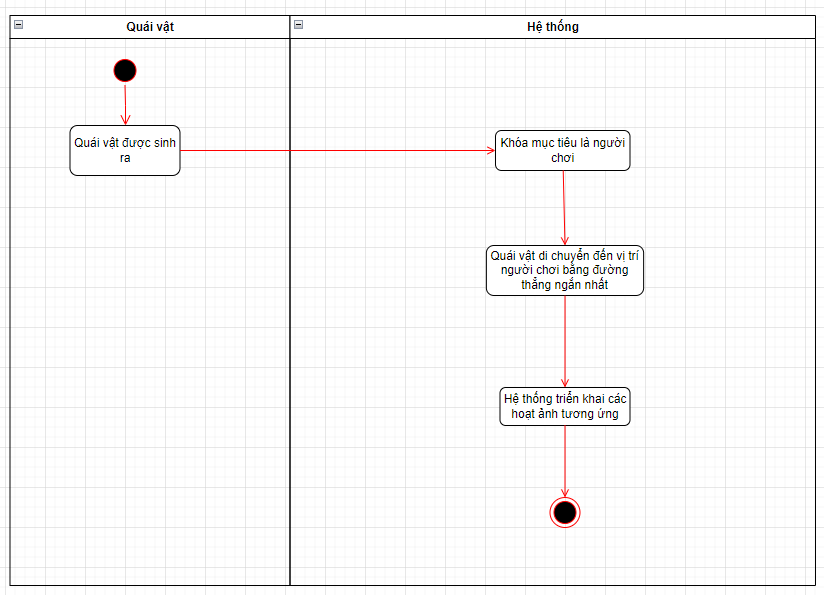 Quái vật
Hệ thống
Quái vật được sinh
ra
Khóa mục tiêu là người
chơi
Quái vật di chuyển đến vị trí
người chơi bằng đường
thẳng ngắn nhất
Hệ thống triển khai các
hoạt ảnh tương ứng